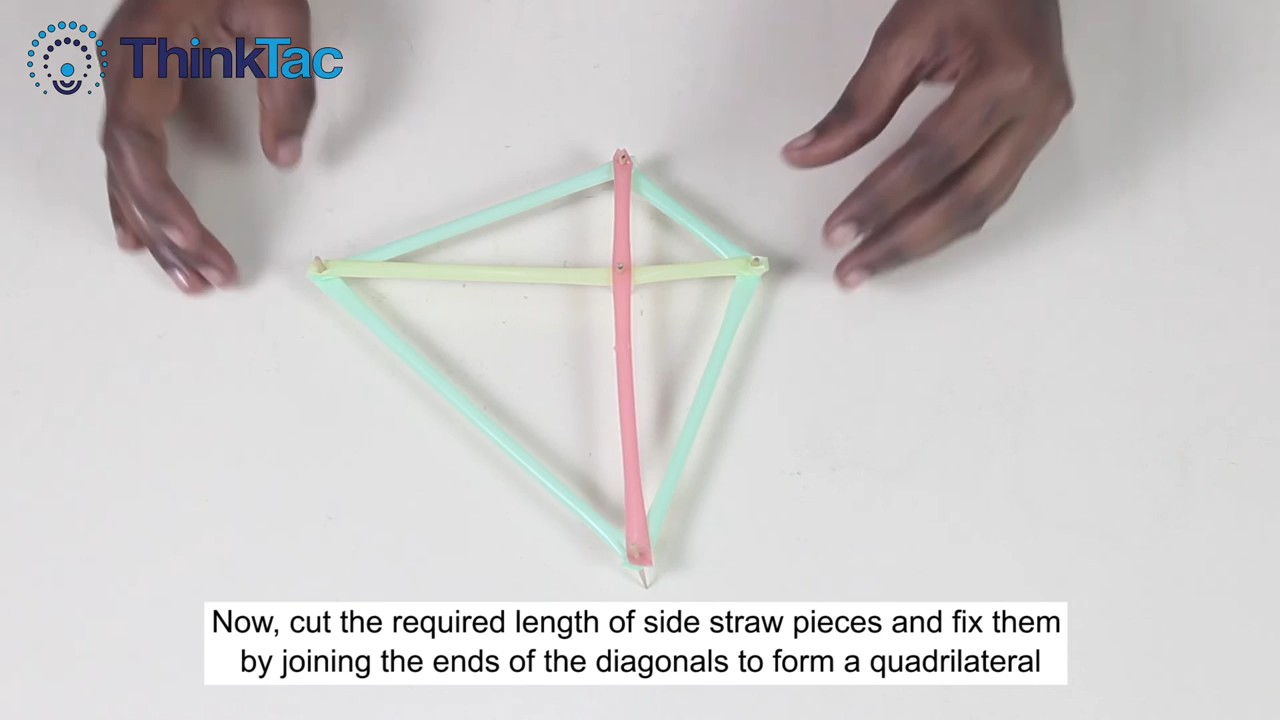 ThinkTac
Now, cut the required length of side straw pieces and fix them
by joining the ends of the diagonals to form a quadrilateral